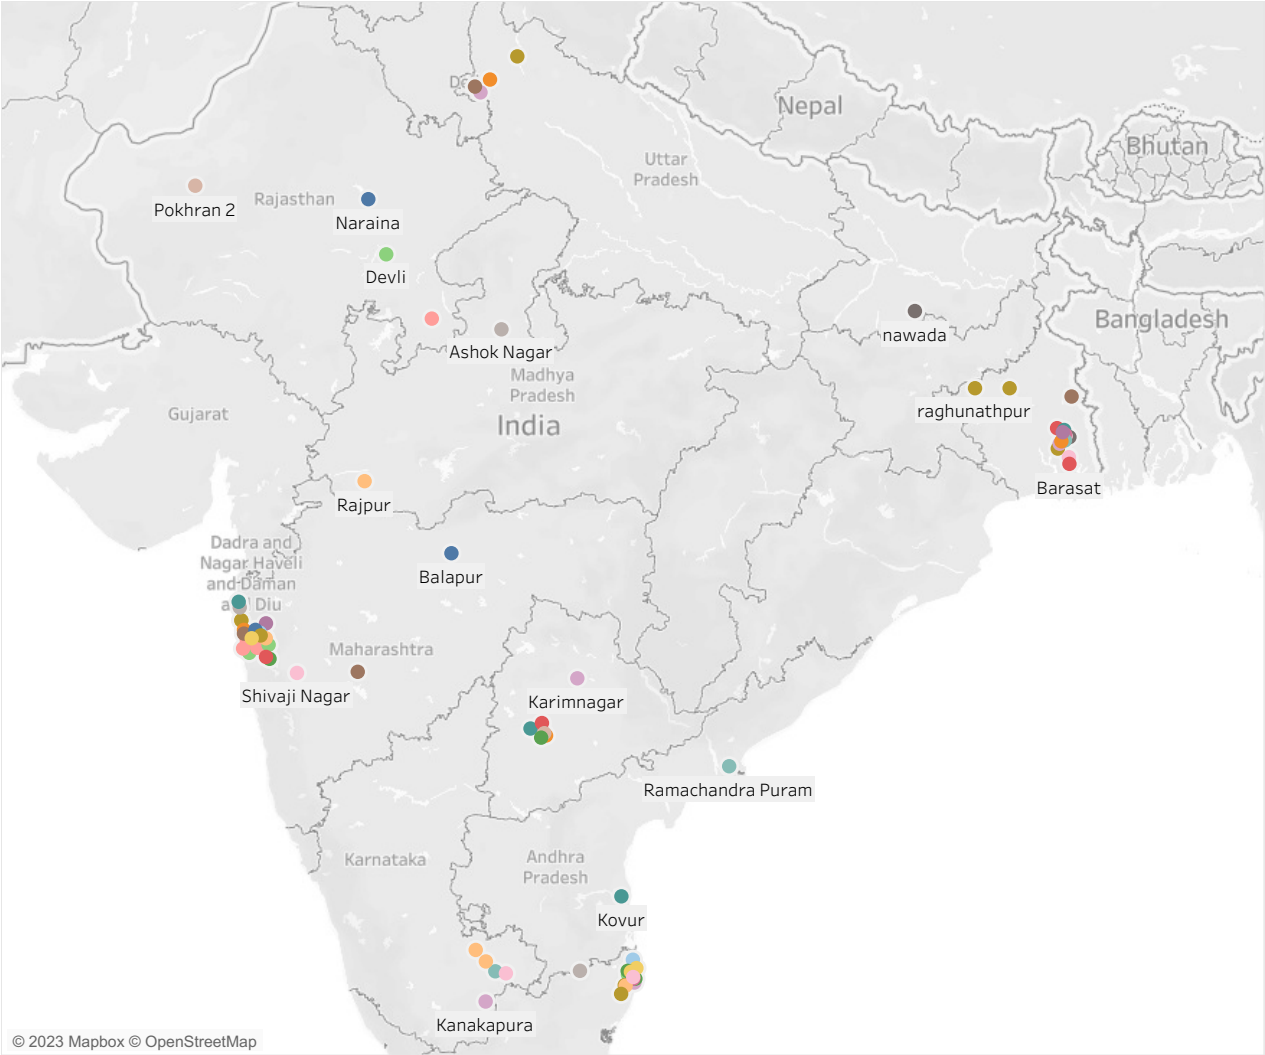 De
Nepal
Bhutan
Uttar
Pradesh
Pokhran 2
Rajasthan
Naraina
Devli
Bangladesh
nawada
Ashok Nagar
Madhya
Pradesh
Gujarat
India
raghunathpur
Rajpur
Barasat
Dadra and
Nagar Haveli
and Daman
Diu
Balapur
Maharashtra
Shivaji Nagar
Karimnagar
Ramachandra Puram
Karnataka
Andhra
Pradesh
Kovur
Kanakapura
© 2023 Mapbox © OpenStreetMap